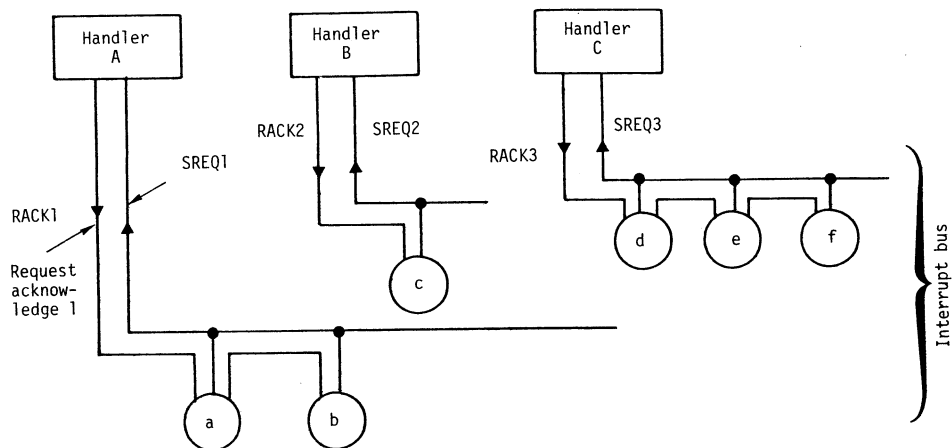 Handler
A
Handler
B
Handler
C
RACK2
SREQ2
SREQ3
RACK3
SREQ1
RACK1
Request
acknow-
ledge 1
a
b
c
d
e
f
Interrupt bus